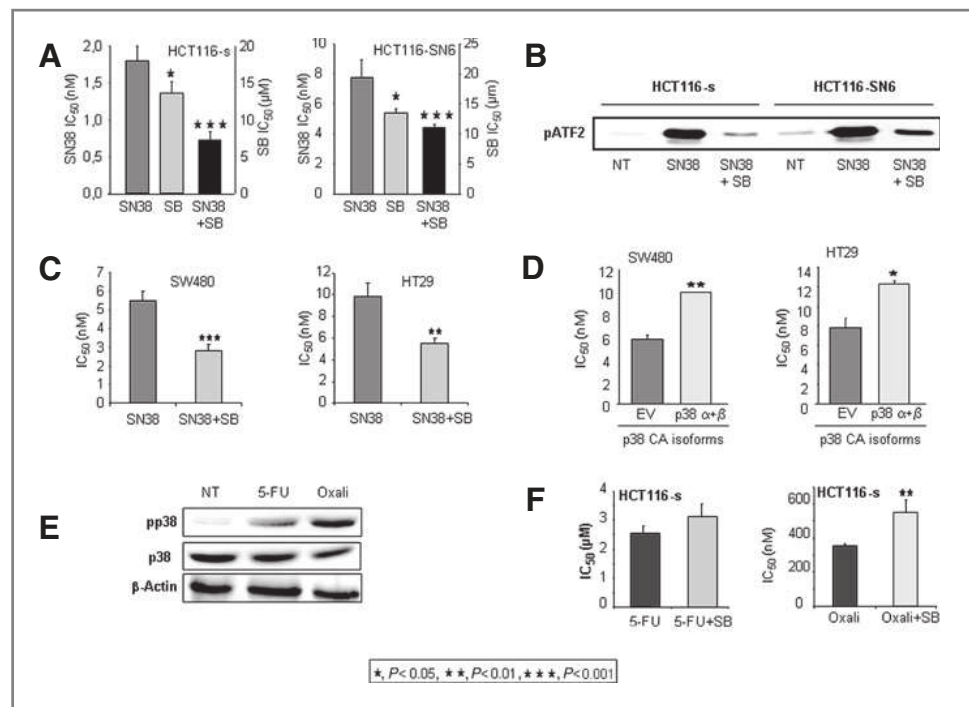 A
HCT116-s
SN38 IC50 (nM)
2,0
1,5
1,0
0,5
0,0
20
15
10
5
0
SB IC50 (µM)
*
***
SN38 SB SN38 +SB
HCT116-SN6
SN38 IC50 (nM)
10
8
6
4
2
0
25
20
15
10
5
0
SB IC50 (µm)
*
***
SN38 SB SN38 +SB
B
HCT116-s HCT116-SN6
pATF2
NT SN38 SN38 + SB NT SN38 SN38 + SB
C
SW480
IC50 (nM)
6
5
4
3
2
1
0
***
SN38 SN38+SB
HT29
IC50 (nM)
12
10
8
6
4
2
0
**
SN38 SN38+SB
D
SW480
IC50 (nM)
12
10
8
6
4
2
0
**
EV p38 α+β
p38 CA isoforms
HT29
IC50 (nM)
14
12
10
8
6
4
2
0
*
EV p38 α+β
p38 CA isoforms
E
NT 5-FU Oxali
pp38
p38
β-Actin
F
HCT116-s
IC50 (µM)
4
3
2
1
0
5-FU 5-FU+SB
HCT116-s
IC50 (nM)
600
400
200
0
**
Oxali Oxali+SB
*, P< 0.05, **, P< 0.01, ***, P< 0.001